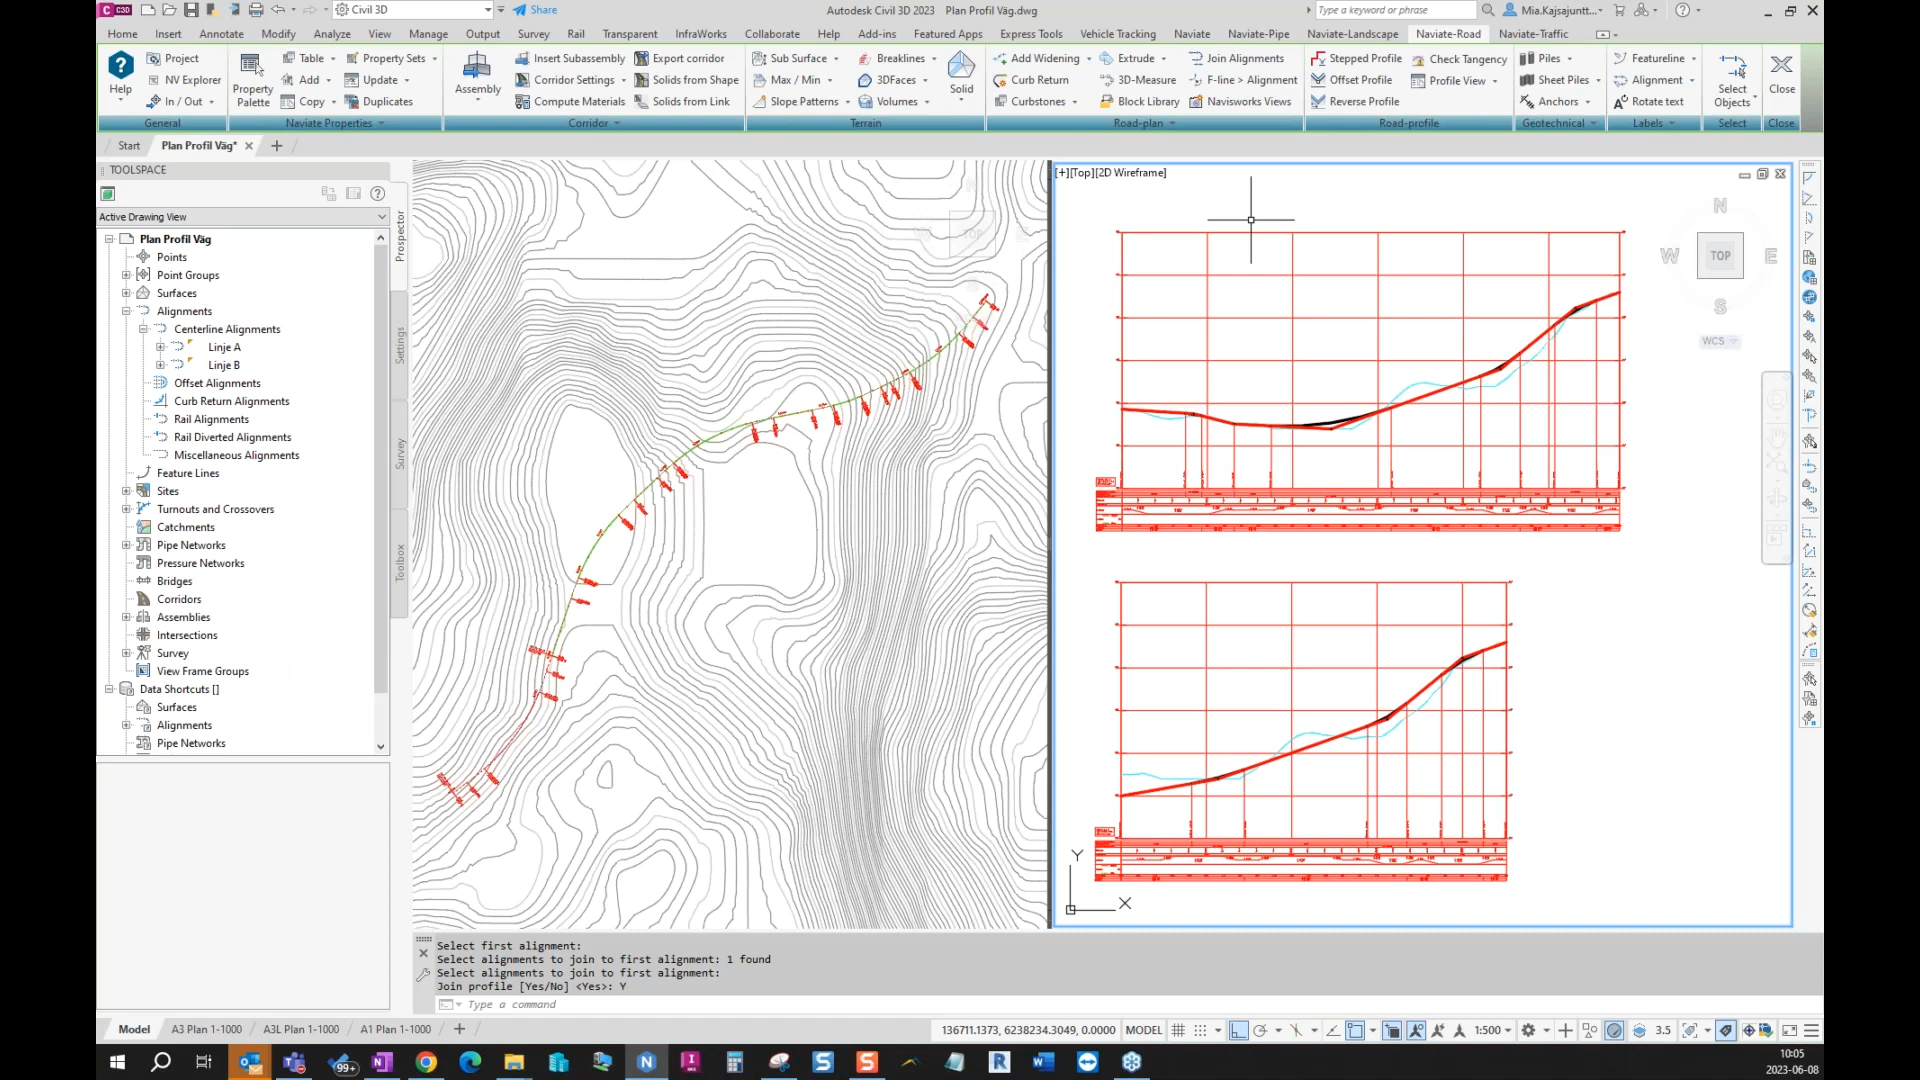 C C3D
Civil 3D
Share
Autodesk Civil 3D 2023 Plan Profil Väg.dwg
Type a keyword or phrase
Mia.Kajsajuntt...
Home Insert Annotate Modify Analyze View Manage Output Survey Rail Transparent InfraWorks Collaborate Help Add-ins Featured Apps Express Tools Vehicle Tracking Naviate Naviate-Pipe Naviate-Landscape Naviate-Road Naviate-Traffic
Help
Project
NV Explorer
In / Out
General
Property Palette
Table
Add
Copy
Property Sets
Update
Duplicates
Naviate Properties
Assembly
Insert Subassembly
Corridor Settings
Compute Materials
Export corridor
Solids from Shape
Solids from Link
Corridor
Sub Surface
Max / Min
Slope Patterns
Breaklines
3DFaces
Volumes
Solid
Terrain
Add Widening
Curb Return
Curbstones
Extrude
3D-Measure
Block Library
Join Alignments
F-line > Alignment
Navisworks Views
Road-plan
Stepped Profile
Offset Profile
Reverse Profile
Check Tangency
Profile View
Road-profile
Piles
Sheet Piles
Anchors
Geotechnical
Featureline
Alignment
Rotate text
Labels
Select Objects
Select
Close
Close
Start Plan Profil Väg*
TOOLSPACE
Active Drawing View
Plan Profil Väg
Points
Point Groups
Surfaces
Alignments
Centerline Alignments
Linje A
Linje B
Offset Alignments
Curb Return Alignments
Rail Alignments
Rail Diverted Alignments
Miscellaneous Alignments
Feature Lines
Sites
Turnouts and Crossovers
Catchments
Pipe Networks
Pressure Networks
Bridges
Corridors
Assemblies
Intersections
Survey
View Frame Groups
Data Shortcuts []
Surfaces
Alignments
Pipe Networks
Prospector
Settings
Survey
Toolbox
TOP
[+][Top][2D Wireframe]
N
W TOP E
S
WCS
Y
X
Select first alignment:
Select alignments to join to first alignment: 1 found
Select alignments to join to first alignment:
Join profile [Yes/No] <Yes>: Y
Type a command
Model A3 Plan 1-1000 A3L Plan 1-1000 A1 Plan 1-1000
136711.1373, 6238234.3049, 0.0000 MODEL 1:500 3.5
99+
10:05
2023-06-08